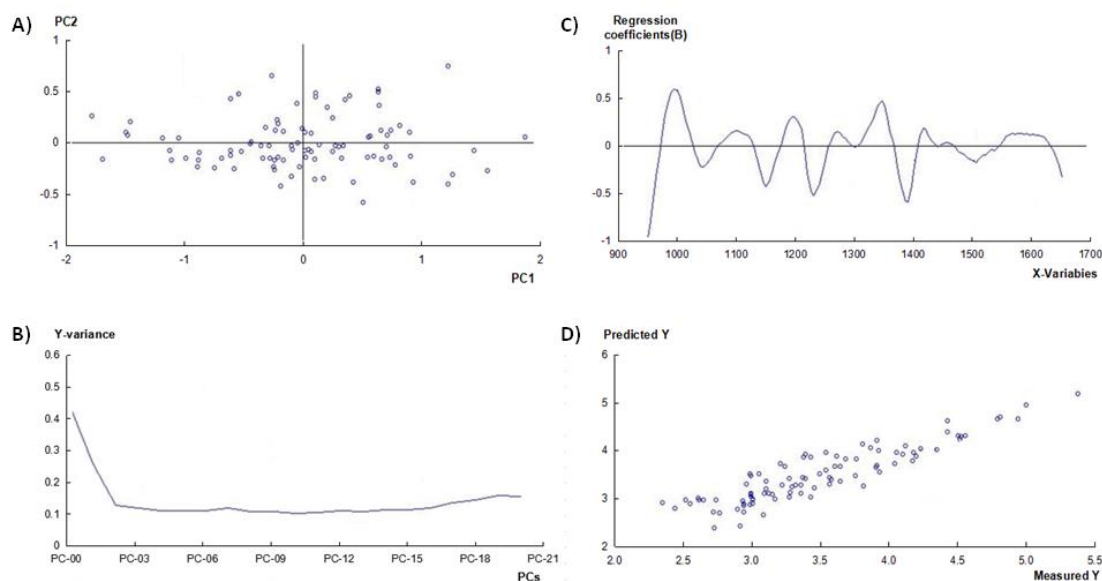 A)
PC2
1
0.5
0
-0.5
-1
-2
-1
0
1
2
PC1
C)
Regression
coefficients(B)
1
0.5
0
-0.5
-1
900
1000
1100
1200
1300
1400
1500
1600
1700
X-Variables
B)
Y-variance
0.6
0.5
0.4
0.3
0.2
0.1
0
PC-00
PC-03
PC-06
PC-09
PC-12
PC-15
PC-18
PC-21
PCs
D)
Predicted Y
6
5
4
3
2
2.0
2.5
3.0
3.5
4.0
4.5
5.0
5.5
Measured Y